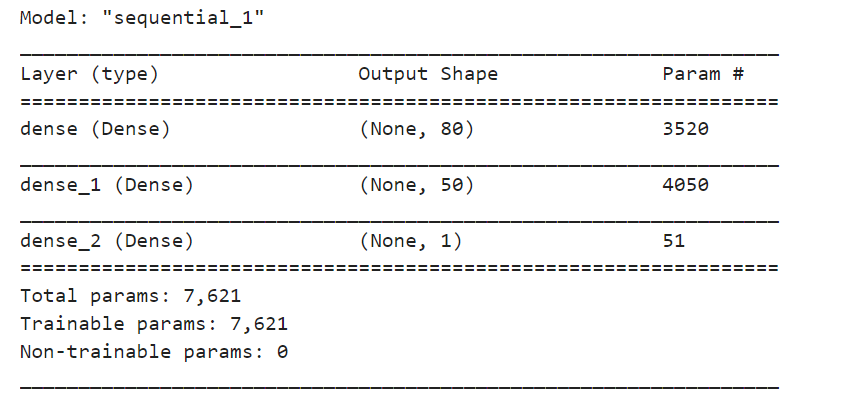 Model: "sequential_1"
_________________________________________________________________
Layer (type)                 Output Shape              Param #
=================================================================
dense (Dense)                (None, 80)                3520
_________________________________________________________________
dense_1 (Dense)              (None, 50)                4050
_________________________________________________________________
dense_2 (Dense)              (None, 1)                 51
=================================================================
Total params: 7,621
Trainable params: 7,621
Non-trainable params: 0
_________________________________________________________________